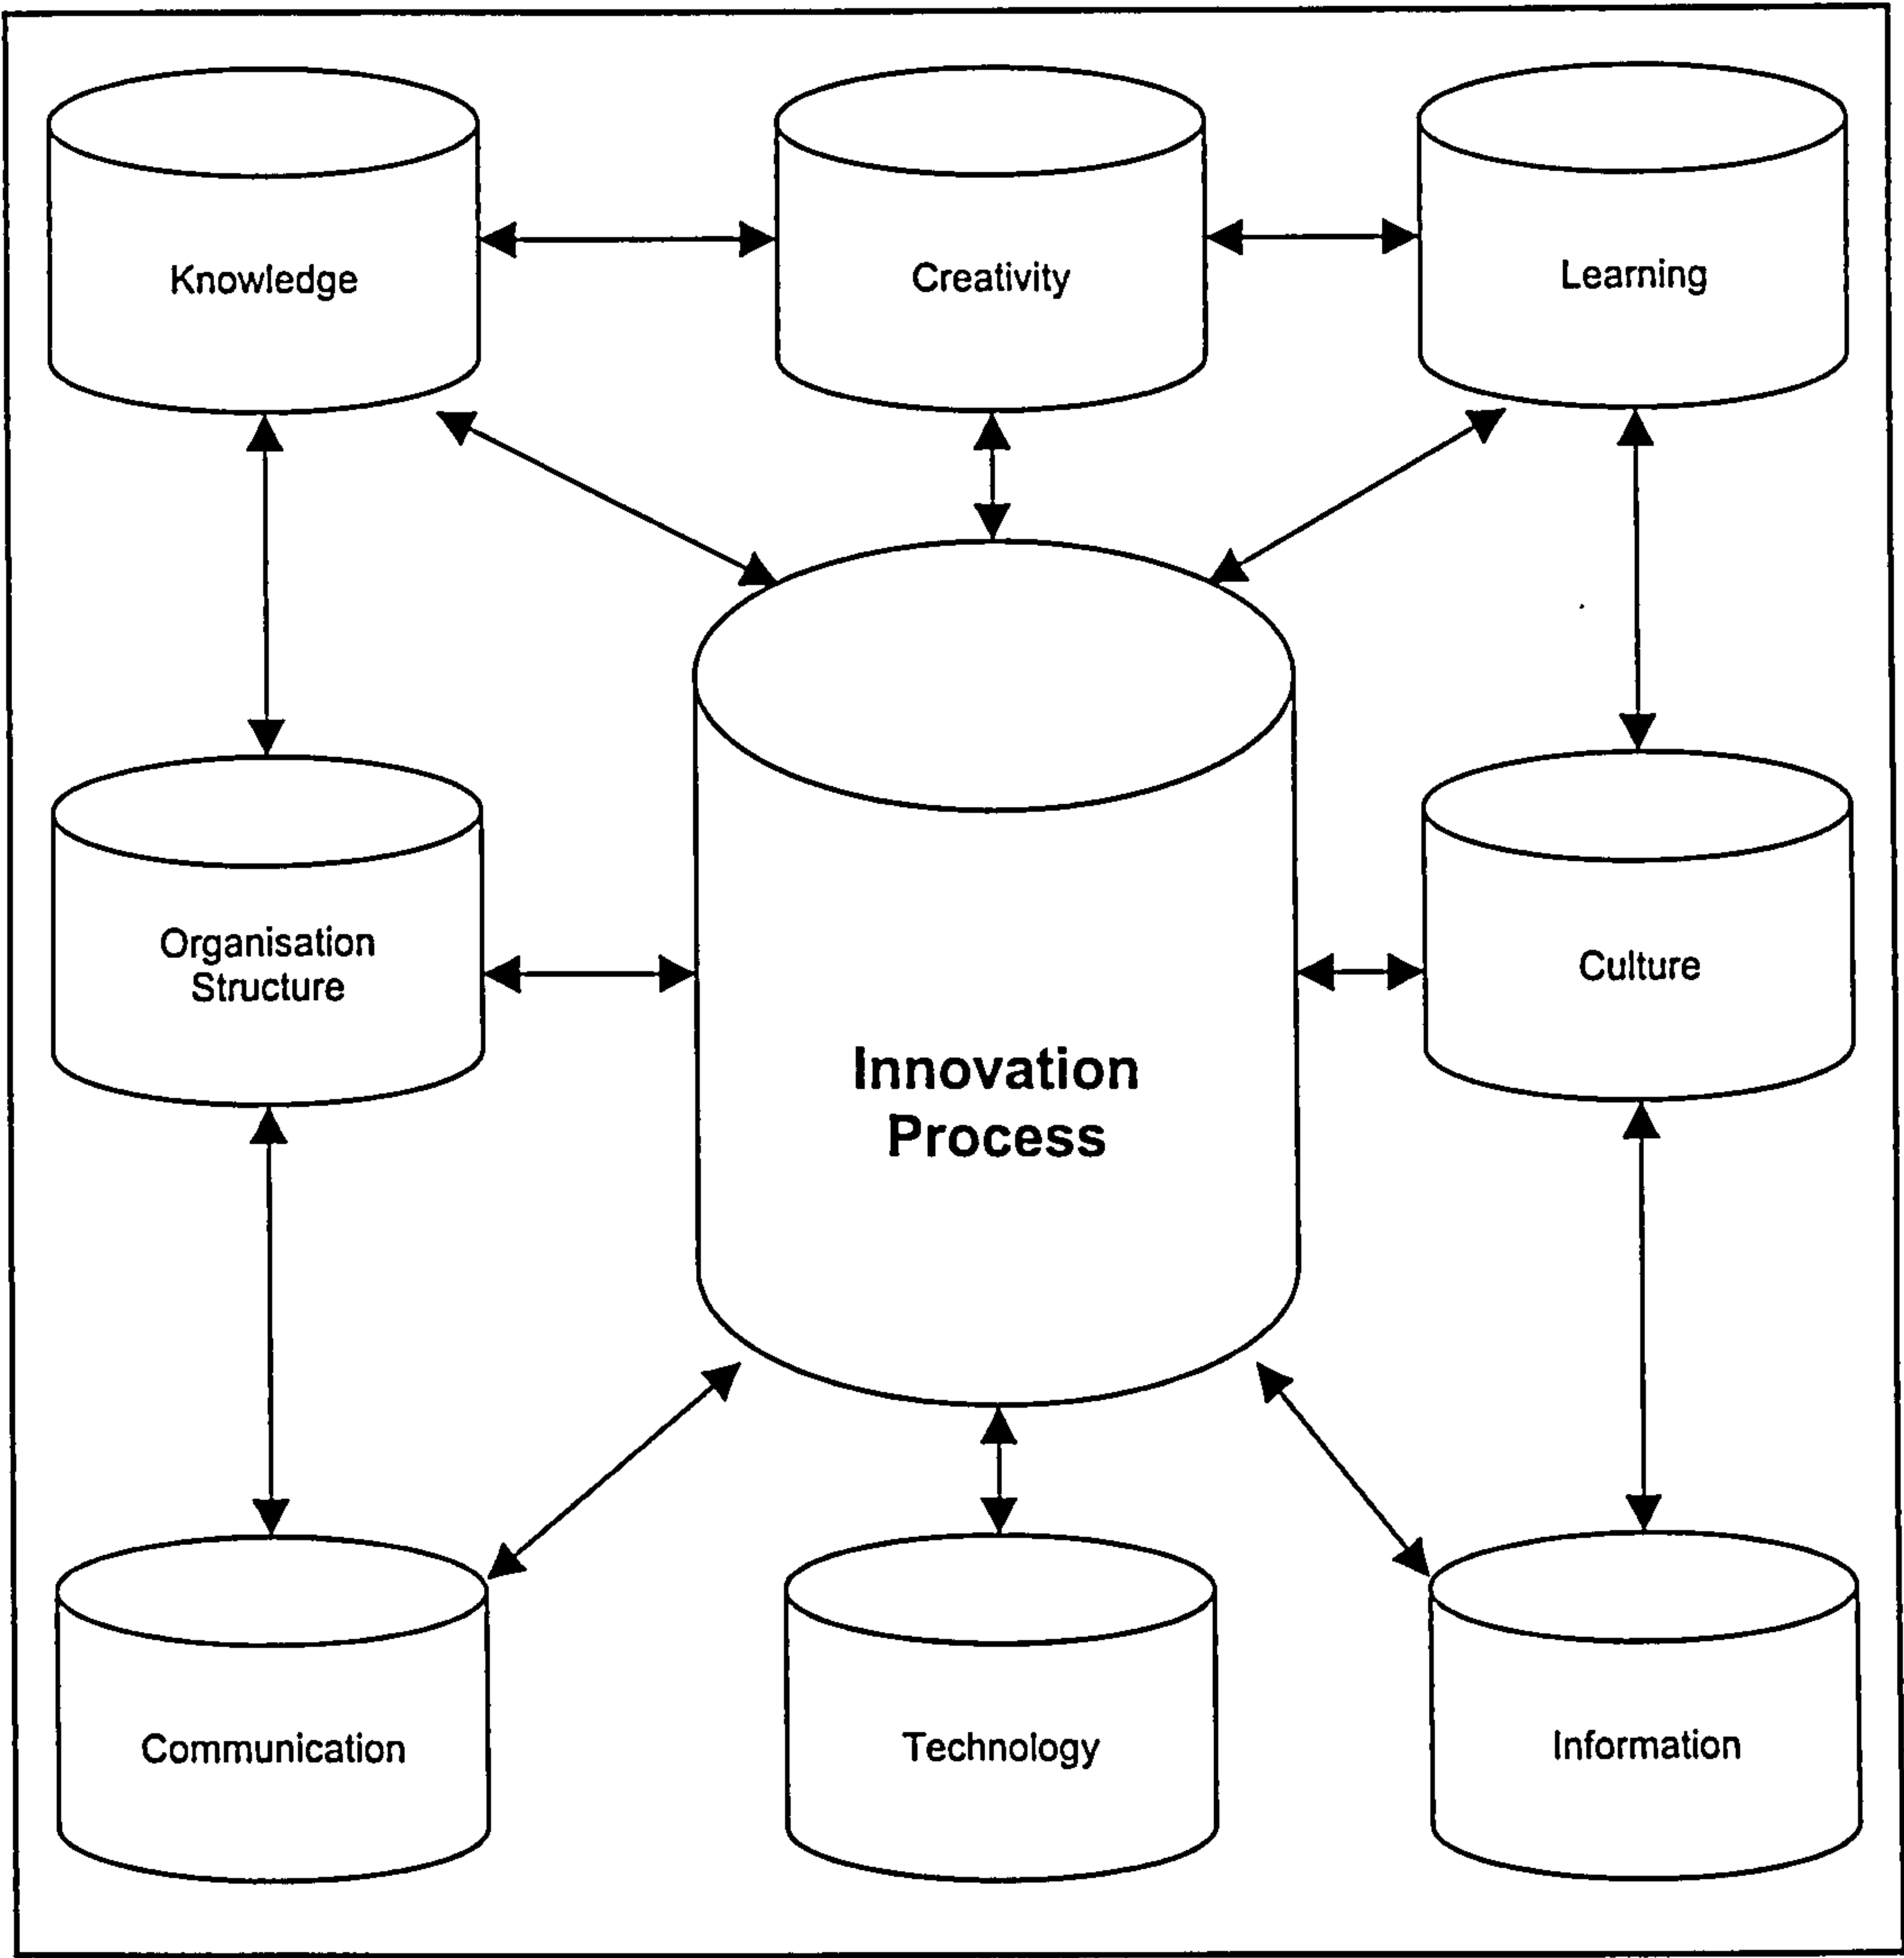 Knowledge
Creativity
Learning
Organisation
Structure
Culture
Innovation
Process
Communication
Technology
Information